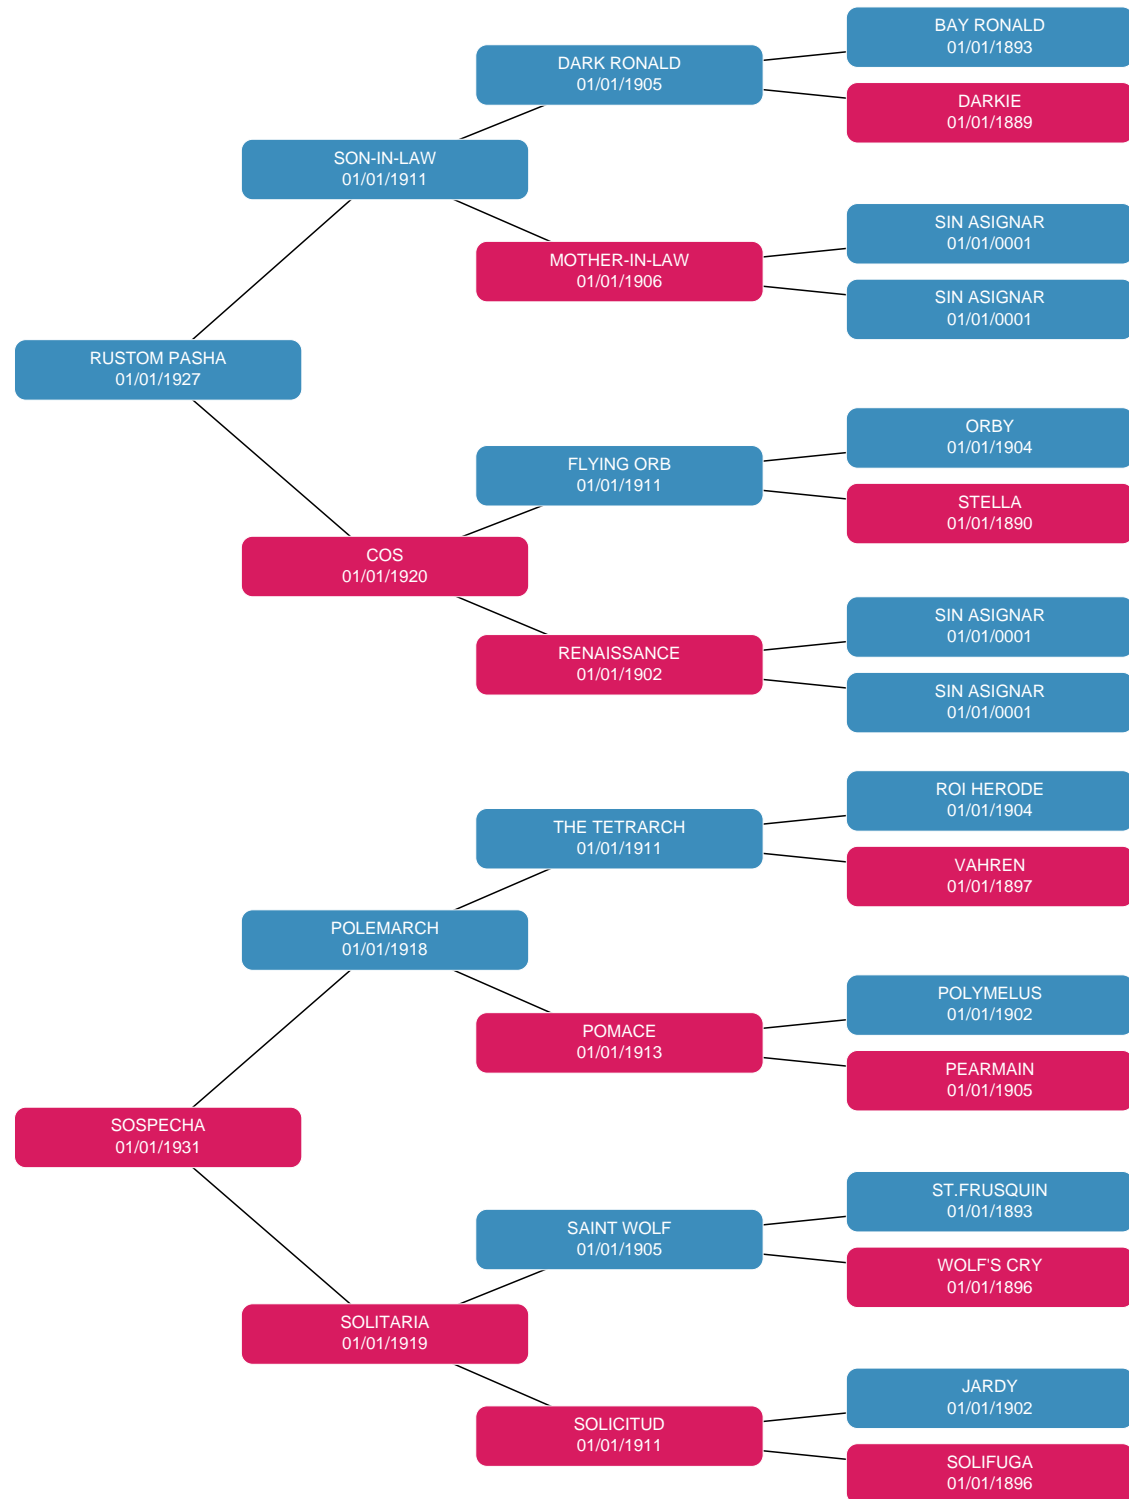 BAY RONALD
01/01/1893
DARK RONALD
01/01/1905
DARKIE
01/01/1889
SON-IN-LAW
01/01/1911
SIN ASIGNAR
01/01/0001
MOTHER-IN-LAW
01/01/1906
SIN ASIGNAR
01/01/0001
RUSTOM PASHA
01/01/1927
ORBY
01/01/1904
FLYING ORB
01/01/1911
STELLA
01/01/1890
COS
01/01/1920
SIN ASIGNAR
01/01/0001
RENAISSANCE
01/01/1902
SIN ASIGNAR
01/01/0001
ROI HERODE
01/01/1904
THE TETRARCH
01/01/1911
VAHREN
01/01/1897
POLEMARCH
01/01/1918
POLYMELUS
01/01/1902
POMACE
01/01/1913
PEARMAIN
01/01/1905
SOSPECHA
01/01/1931
ST.FRUSQUIN
01/01/1893
SAINT WOLF
01/01/1905
WOLF'S CRY
01/01/1896
SOLITARIA
01/01/1919
JARDY
01/01/1902
SOLICITUD
01/01/1911
SOLIFUGA
01/01/1896